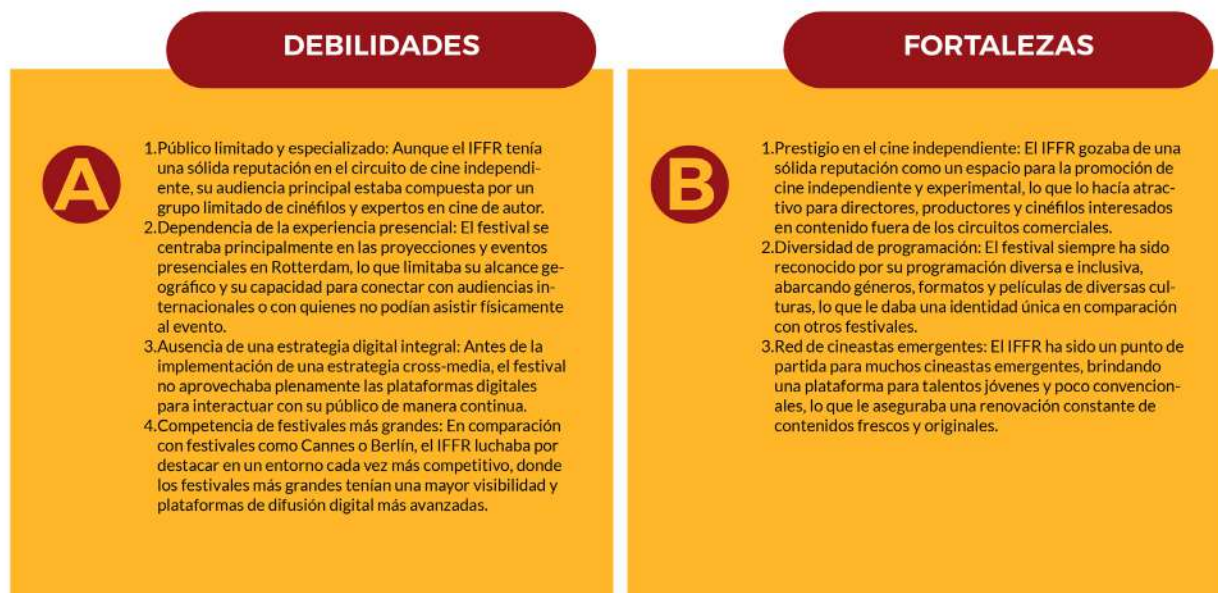 DEBILIDADES
A
1.Público limitado y especializado: Aunque el IFFR tenía
una sólida reputación en el circuito de cine independi-
ente, su audiencia principal estaba compuesta por un
grupo limitado de cinéfilos y expertos en cine de autor.
2.Dependencia de la experiencia presencial: El festival se
centraba principalmente en las proyecciones y eventos
presenciales en Rotterdam, lo que limitaba su alcance ge-
ográfico y su capacidad para conectar con audiencias in-
ternacionales o con quienes no podían asistir físicamente
al evento.
3.Ausencia de una estrategia digital integral: Antes de la
implementación de una estrategia cross-media, el festival
no aprovechaba plenamente las plataformas digitales
para interactuar con su público de manera continua.
4.Competencia de festivales más grandes: En comparación
con festivales como Cannes o Berlín, el IFFR luchaba por
destacar en un entorno cada vez más competitivo, donde
los festivales más grandes tenían una mayor visibilidad y
plataformas de difusión digital más avanzadas.
FORTALEZAS
B
1.Prestigio en el cine independiente: El IFFR gozaba de una
sólida reputación como un espacio para la promoción de
cine independiente y experimental, lo que lo hacía atrac-
tivo para directores, productores y cinéfilos interesados
en contenido fuera de los circuitos comerciales.
2.Diversidad de programación: El festival siempre ha sido
reconocido por su programación diversa e inclusiva,
abarcando géneros, formatos y películas de diversas cul-
turas, lo que le daba una identidad única en comparación
con otros festivales.
3.Red de cineastas emergentes: El IFFR ha sido un punto de
partida para muchos cineastas emergentes, brindando
una plataforma para talentos jóvenes y poco convencion-
ales, lo que le aseguraba una renovación constante de
contenidos frescos y originales.